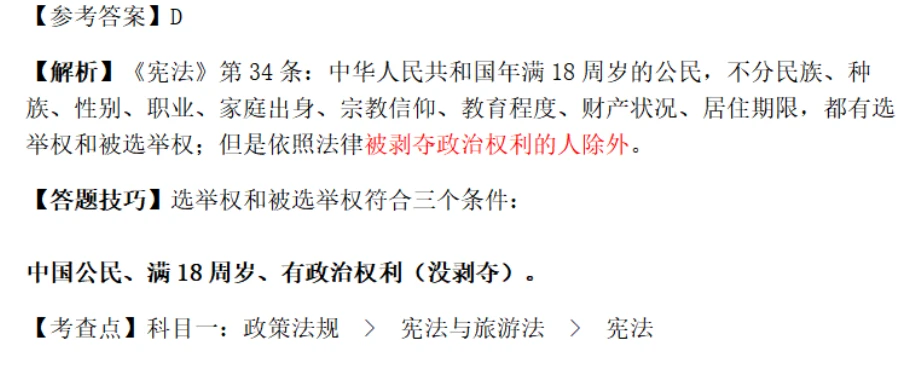 【参考答案】D
【解析】《宪法》第 34 条：中华人民共和国年满 18 周岁的公民，不分民族、种
族、性别、职业、家庭出身、宗教信仰、教育程度、财产状况、居住期限，都有选
举权和被选举权；但是依照法律被剥夺政治权利的人除外。
【答题技巧】选举权和被选举权符合三个条件：
中国公民、满 18 周岁、有政治权利（没剥夺）。
【考查点】科目一：政策法规 > 宪法与旅游法 > 宪法